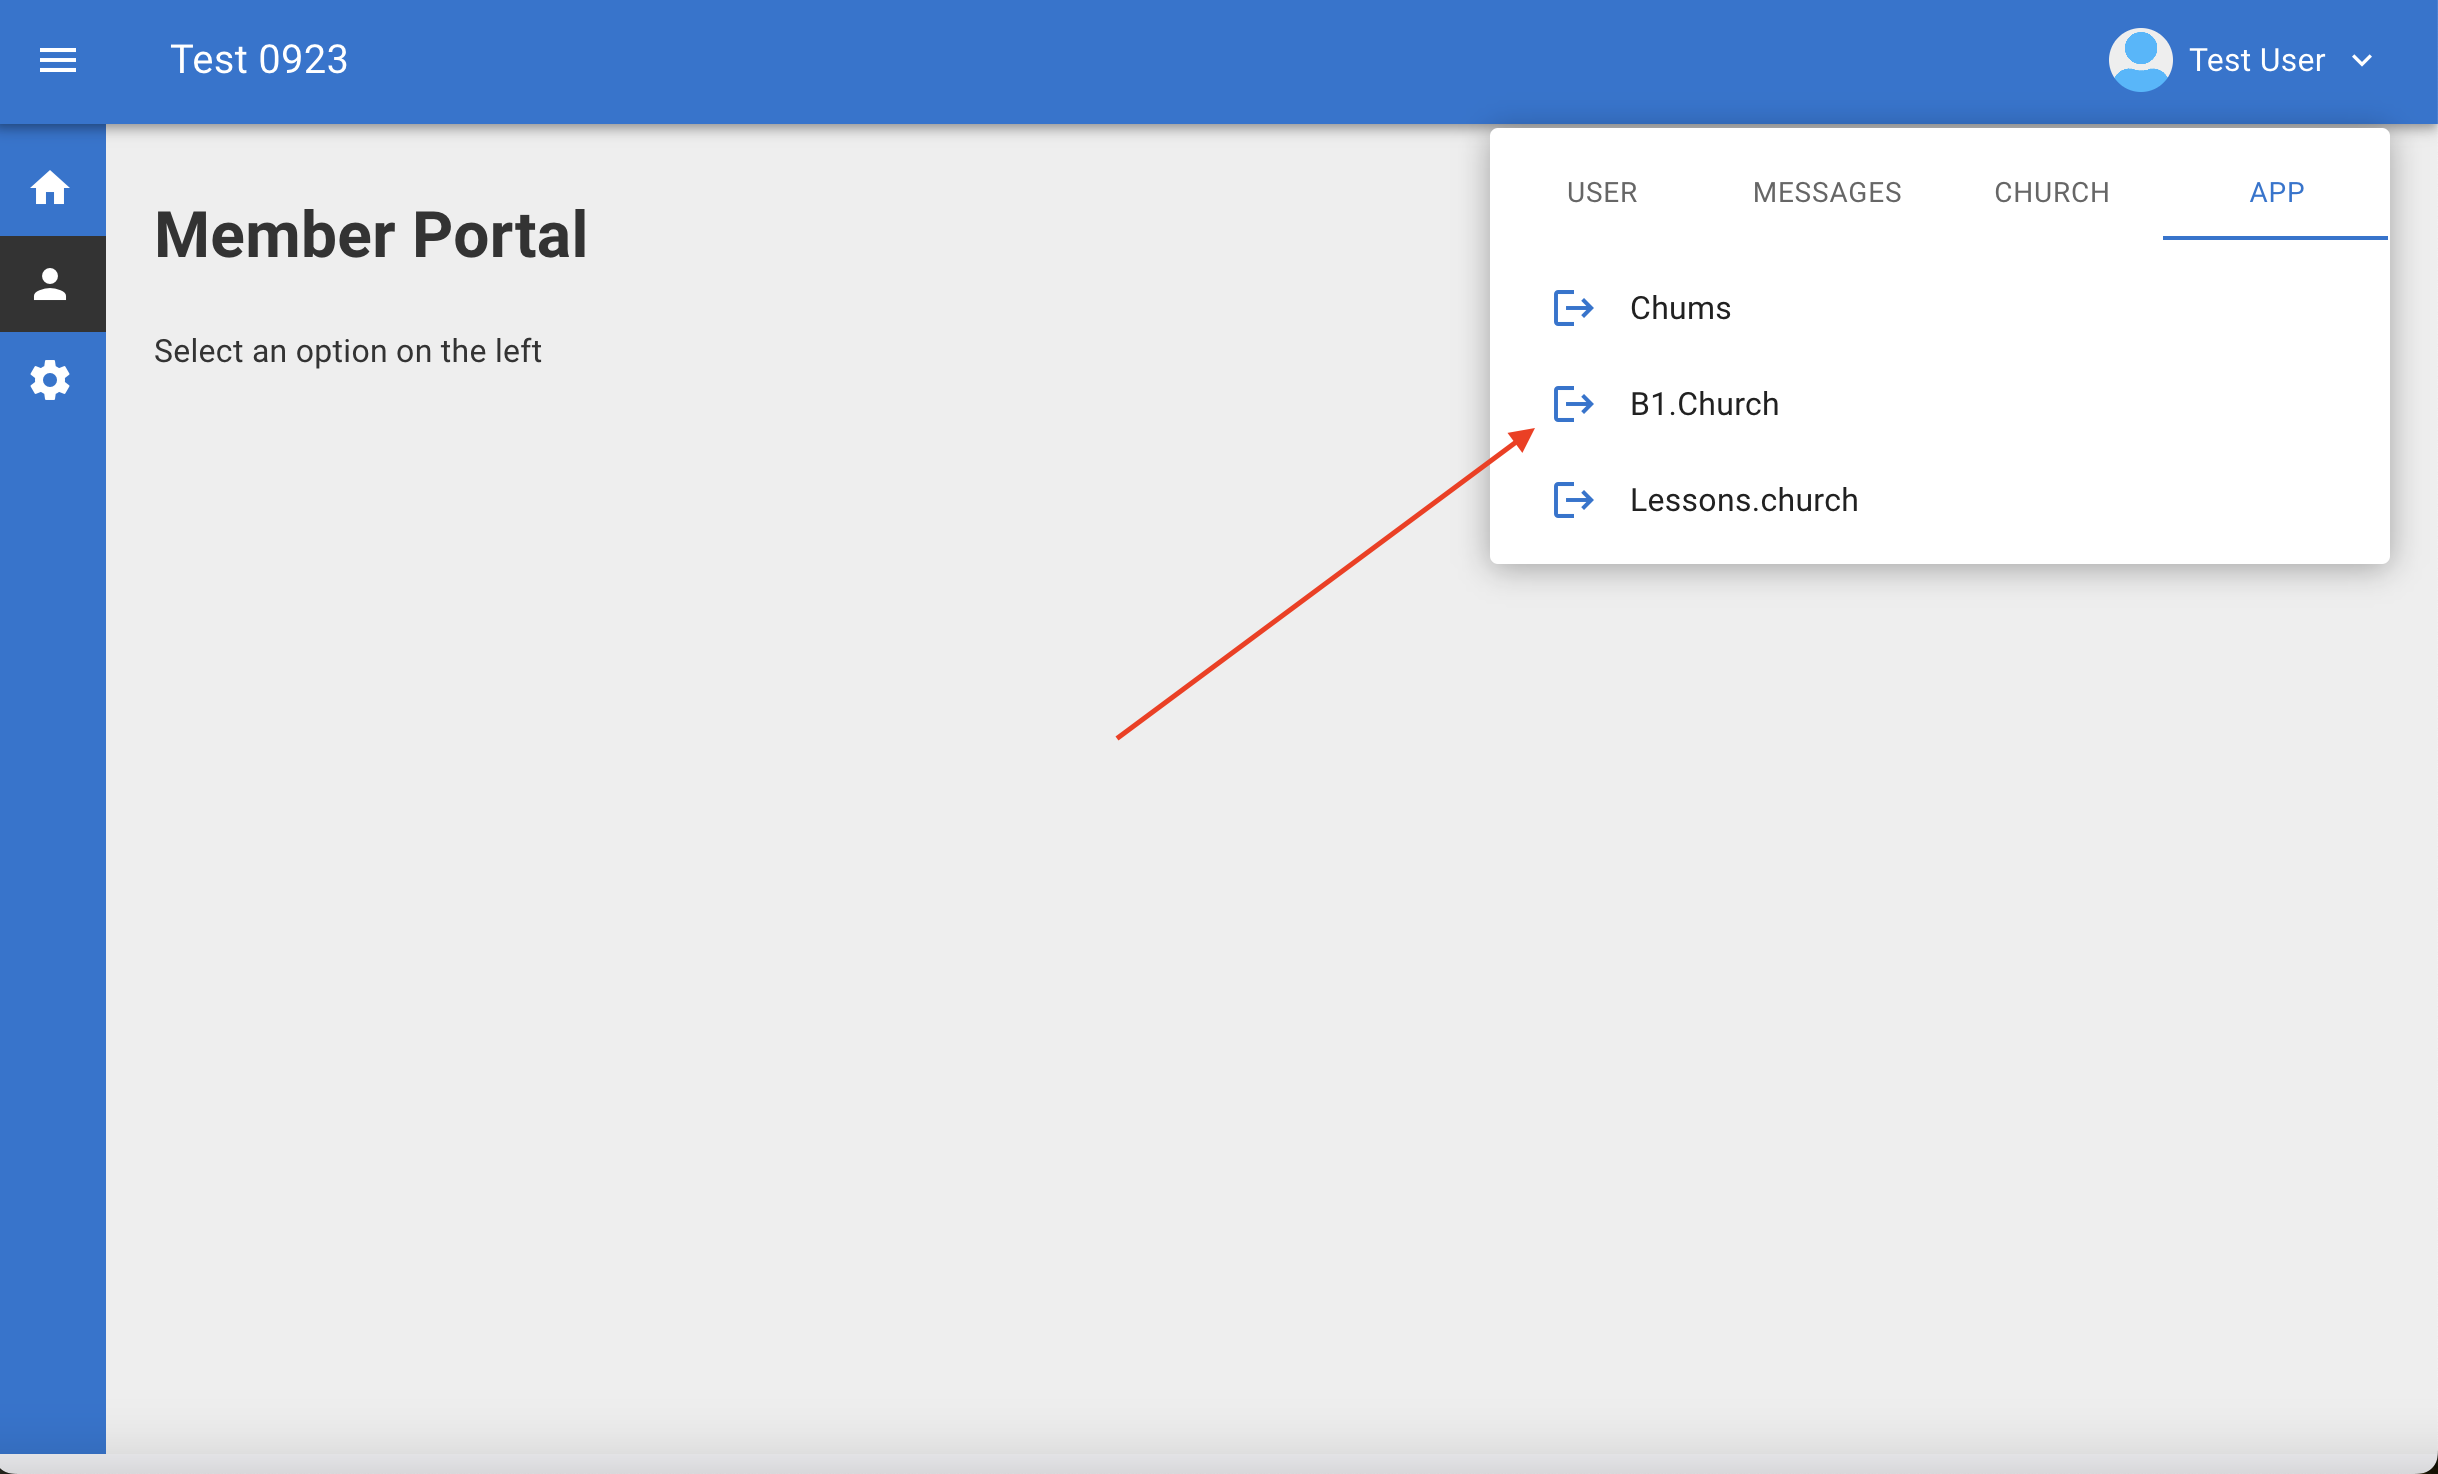 Test 0923
Test User
USER MESSAGES CHURCH APP
Member Portal
Select an option on the left
Chums
B1.Church
Lessons.church